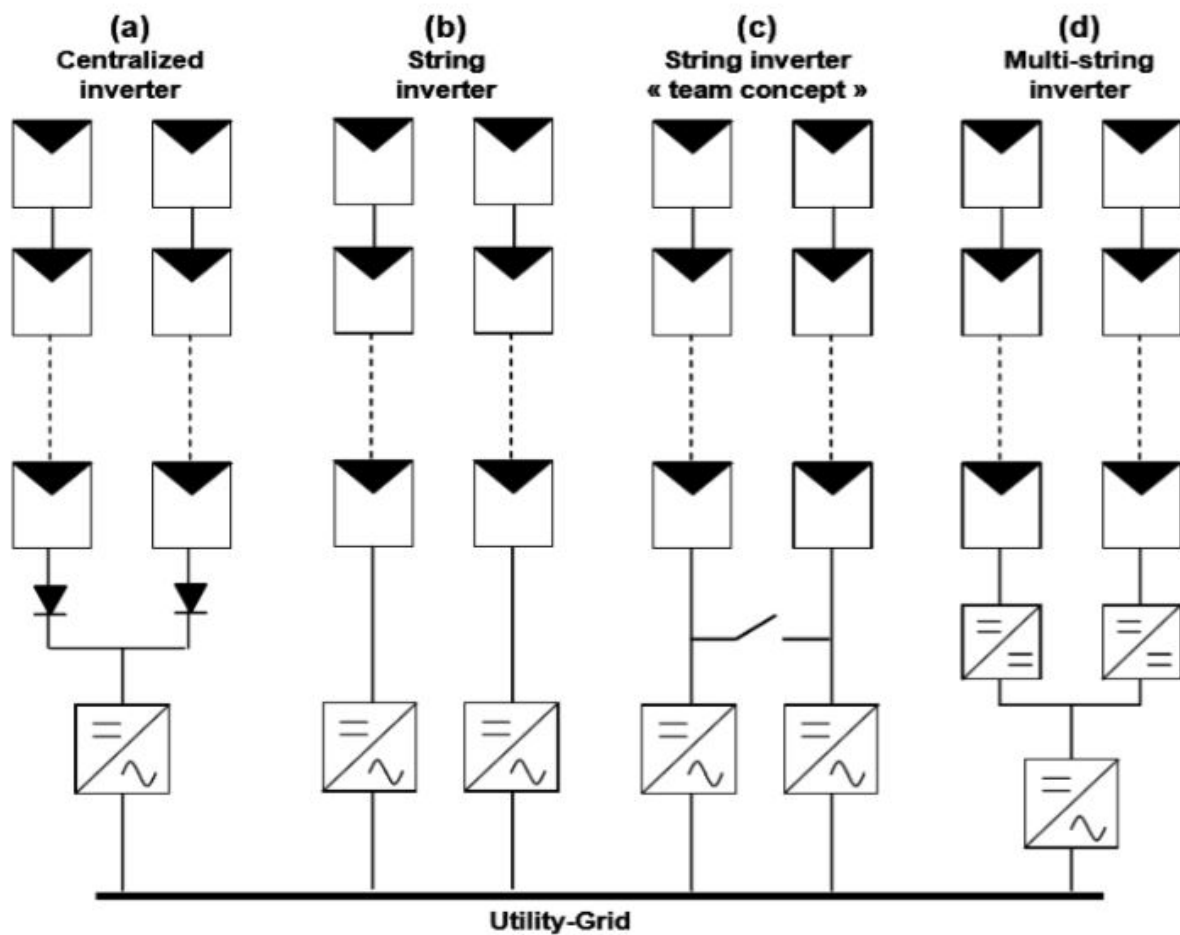 (a)
Centralized
inverter
(b)
String
inverter
(c)
String inverter
« team concept »
(d)
Multi-string
inverter
Utility-Grid